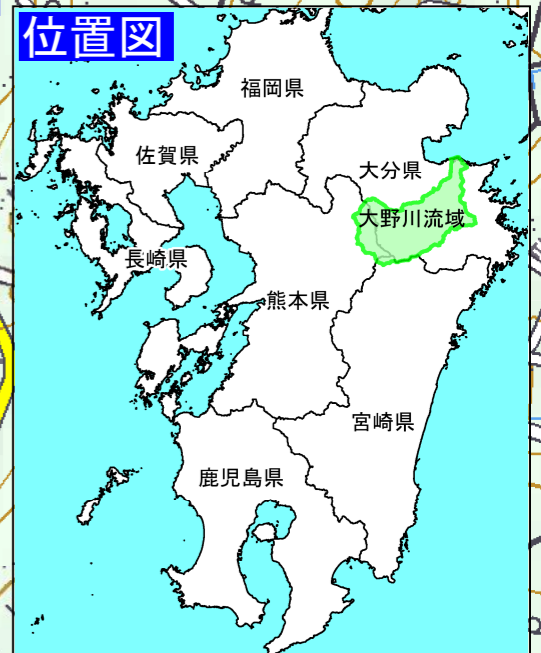 位置図
福岡県
佐賀県
大分県
大野川流域
長崎県
熊本県
宮崎県
鹿児島県